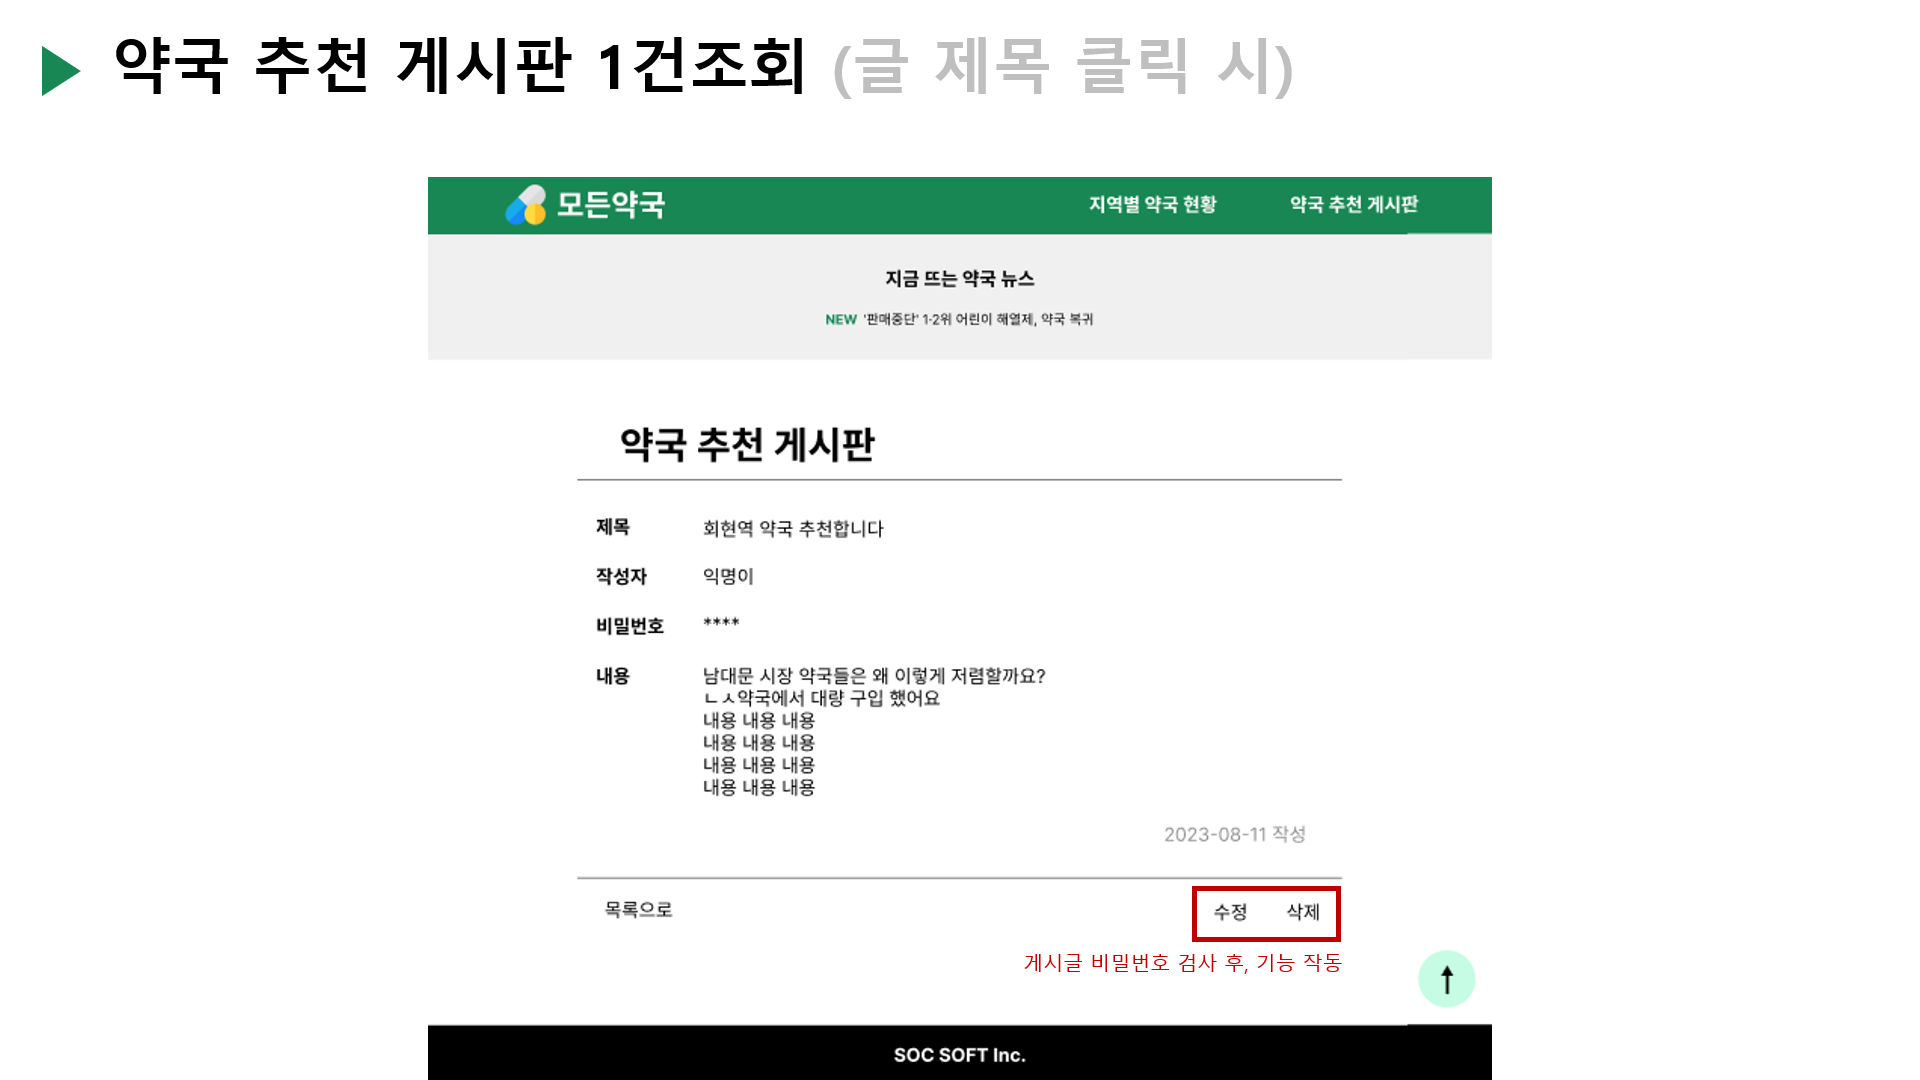 약국 추천 게시판 1건조회 (글 제목 클릭 시)
모든약국
지역별 약국 현황
약국 추천 게시판
지금 뜨는 약국 뉴스
NEW '판매중단' 1·2위 어린이 해열제, 약국 복귀
약국 추천 게시판
제목 회현역 약국 추천합니다
작성자 익명이
비밀번호 ****
내용 남대문 시장 약국들은 왜 이렇게 저렴할까요?
ㄴㅅ약국에서 대량 구입 했어요
내용 내용 내용
내용 내용 내용
내용 내용 내용
내용 내용 내용
2023-08-11 작성
목록으로
수정 삭제
게시글 비밀번호 검사 후, 기능 작동
SOC SOFT Inc.